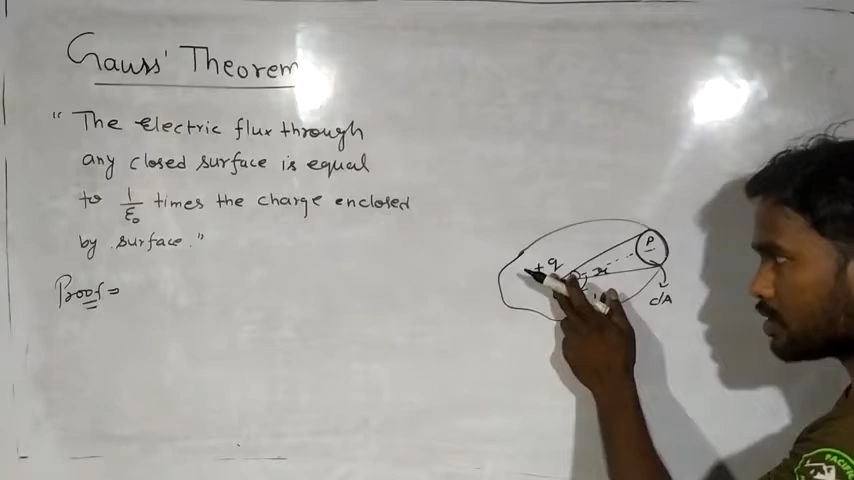 Gauss' Theorem
" The electric flux through
any closed surface is equal
to 1/ε₀ times the charge enclosed
by surface."
Proof =
P
+q
dA
PACIFIC